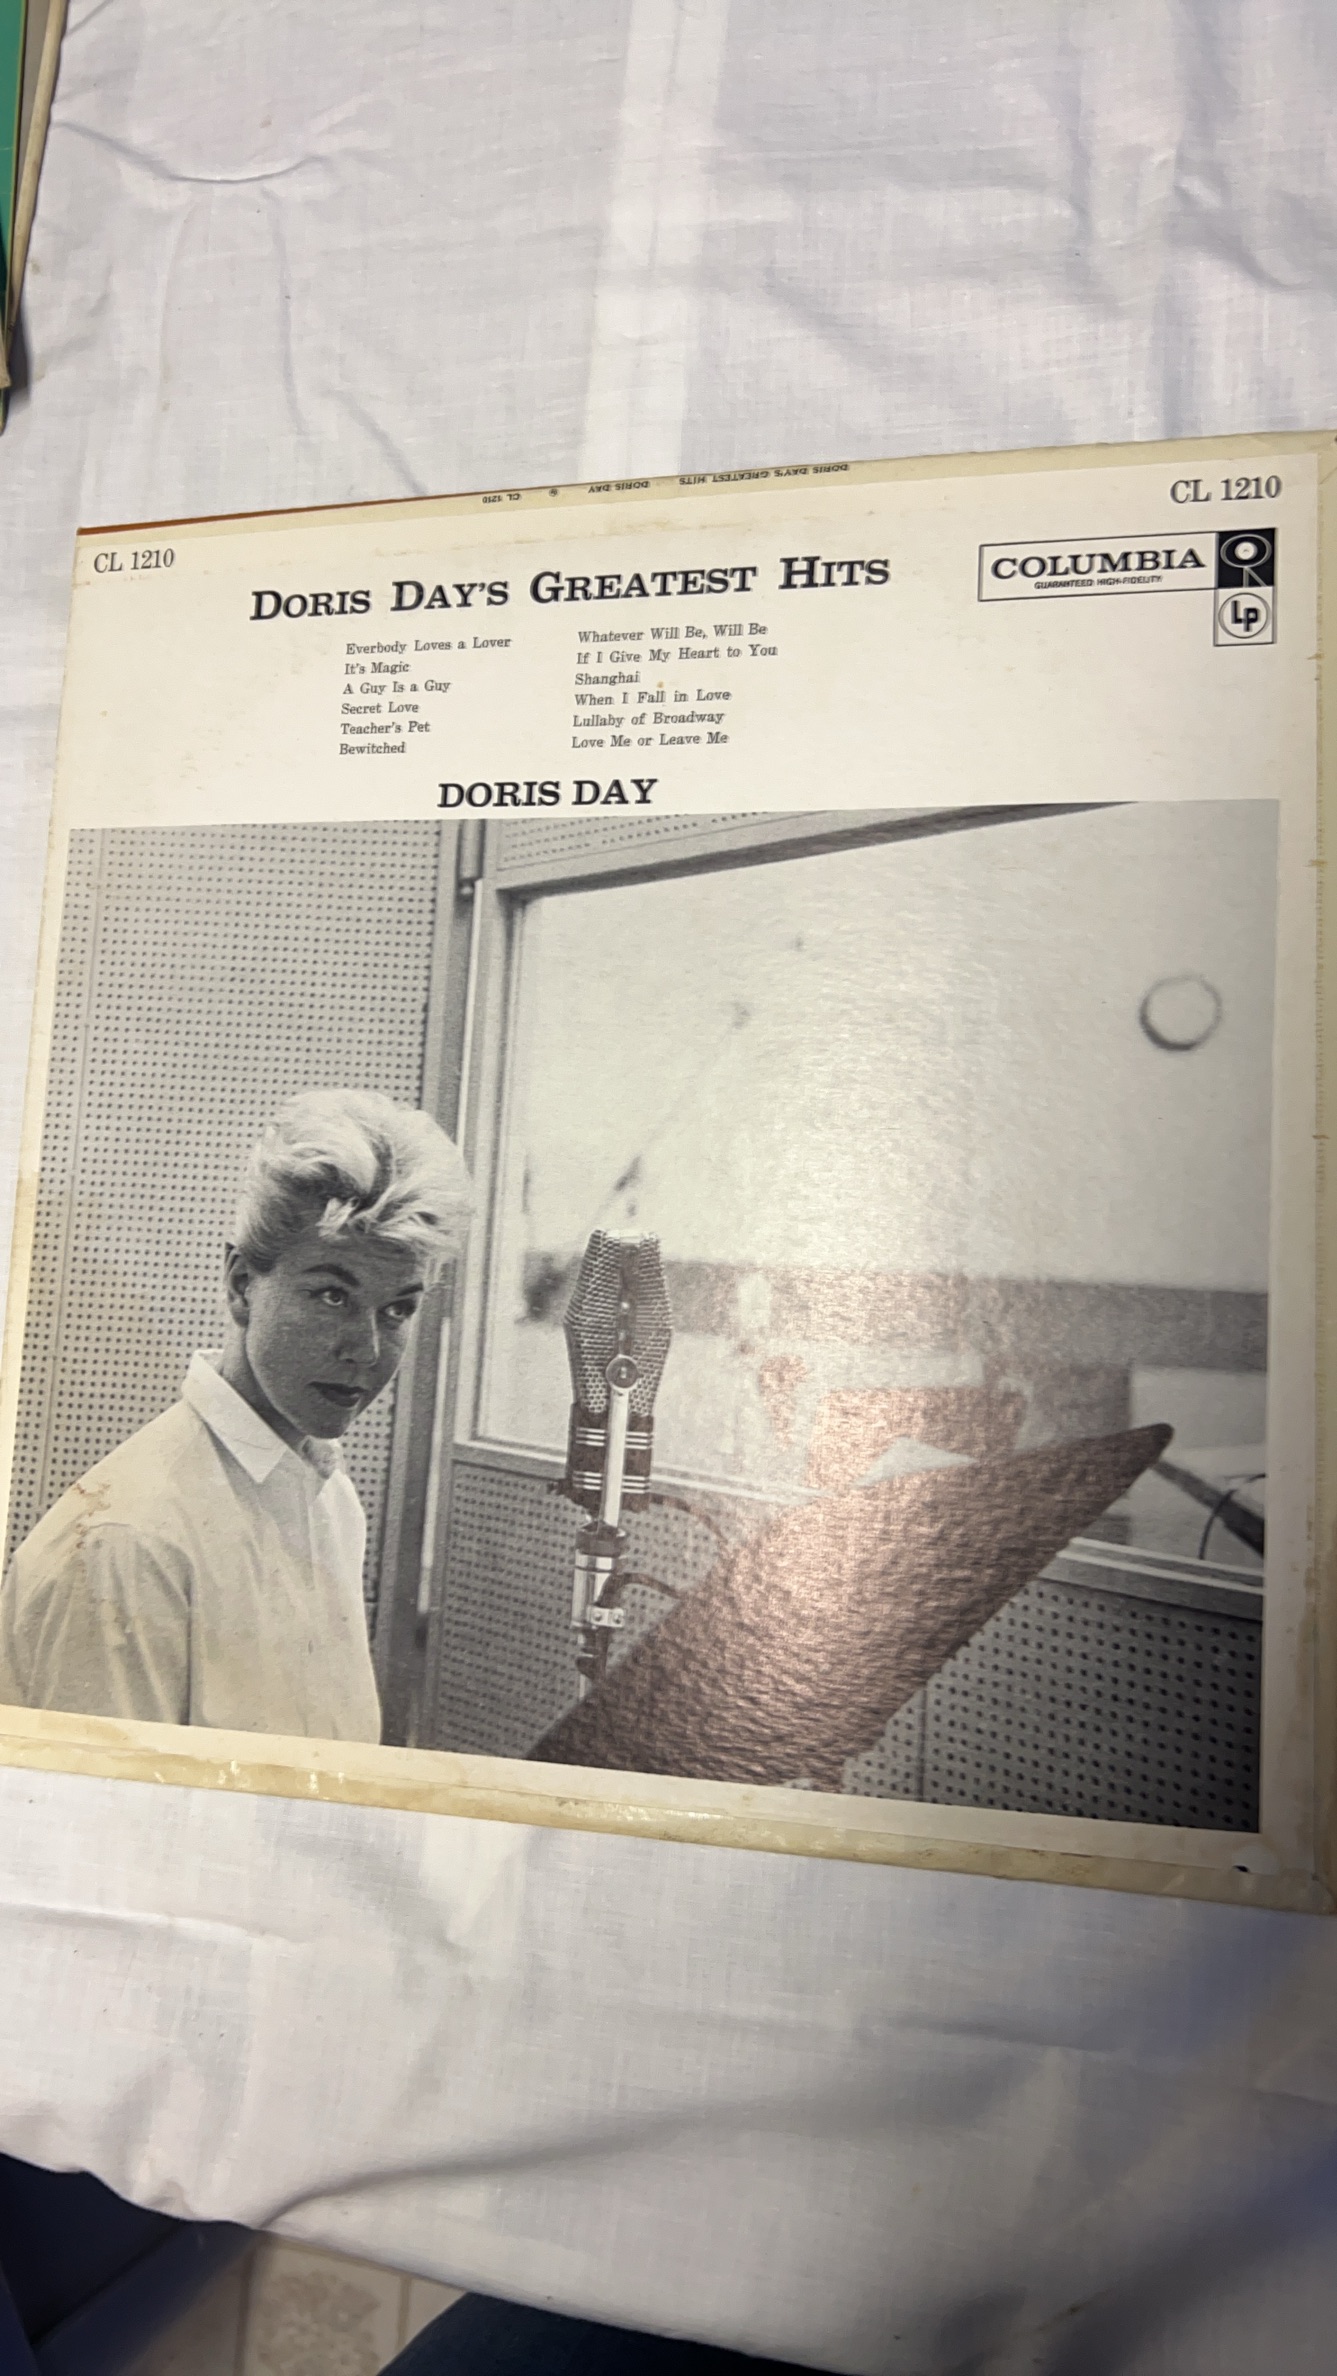 DORIS DAY'S GREATEST HITS DORIS DAY ® CL 1210
CL 1210
CL 1210
DORIS DAY'S GREATEST HITS
COLUMBIA
GUARANTEED HIGH-FIDELITY
Lp
Everbody Loves a Lover
It's Magic
A Guy Is a Guy
Secret Love
Teacher's Pet
Bewitched
Whatever Will Be, Will Be
If I Give My Heart to You
Shanghai
When I Fall in Love
Lullaby of Broadway
Love Me or Leave Me
DORIS DAY